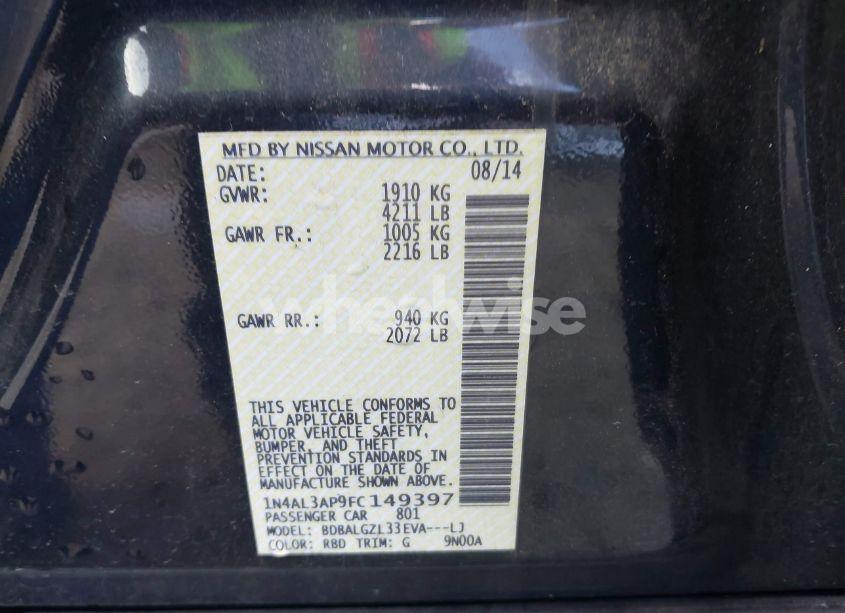 MFD BY NISSAN MOTOR CO., LTD.
DATE: 08/14
GVWR: 1910 KG
4211 LB
GAWR FR.: 1005 KG
2216 LB
wheelwise
GAWR RR.: 940 KG
2072 LB
THIS VEHICLE CONFORMS TO
ALL APPLICABLE FEDERAL
MOTOR VEHICLE SAFETY,
BUMPER, AND THEFT
PREVENTION STANDARDS IN
EFFECT ON THE DATE OF
MANUFACTURE SHOWN ABOVE.
1N4AL3AP9FC149397
PASSENGER CAR 801
MODEL: BDBALGZL33EVA---LJ
COLOR: RBD TRIM: G 9N00A